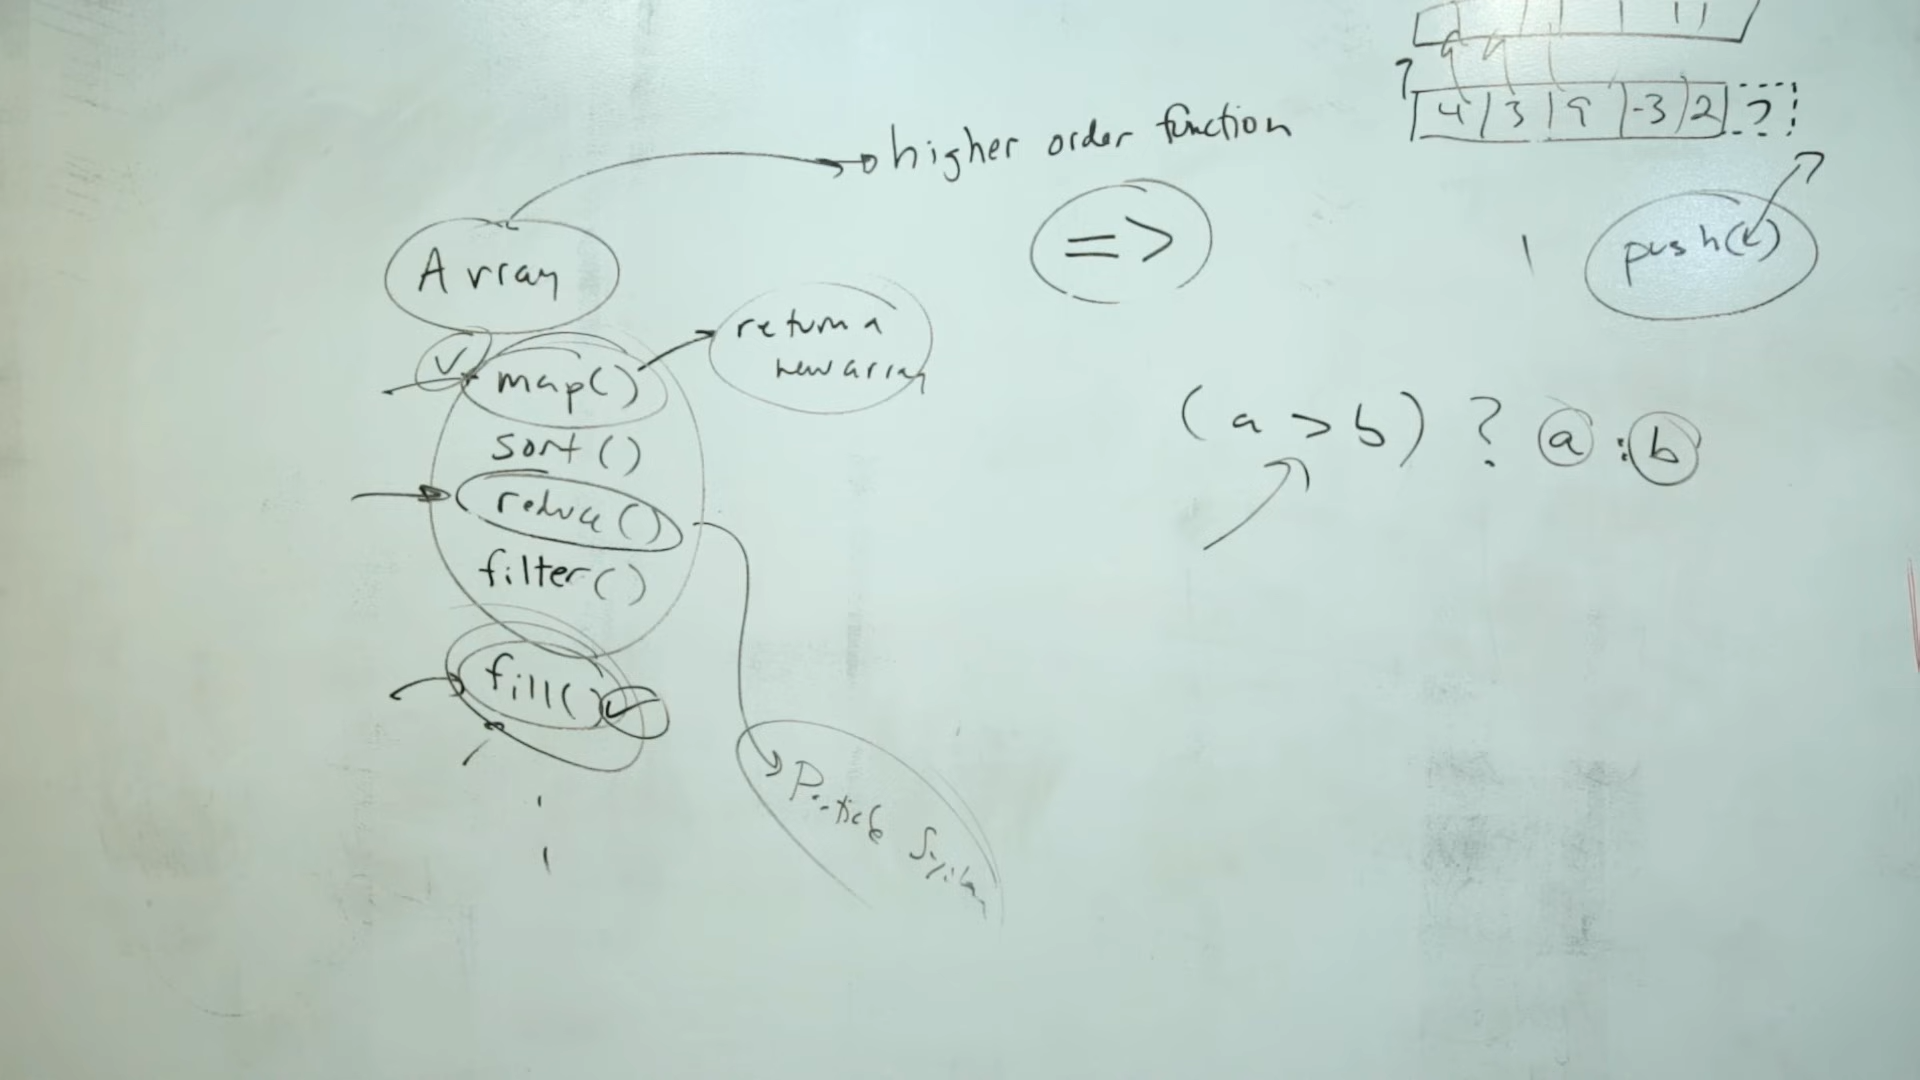 4 3 9 -3 2 ?
higher order function
=>
push( )
Array
return a
new array
map()
(a > b) ? a : b
sort()
reduce()
filter()
fill()
Particle System